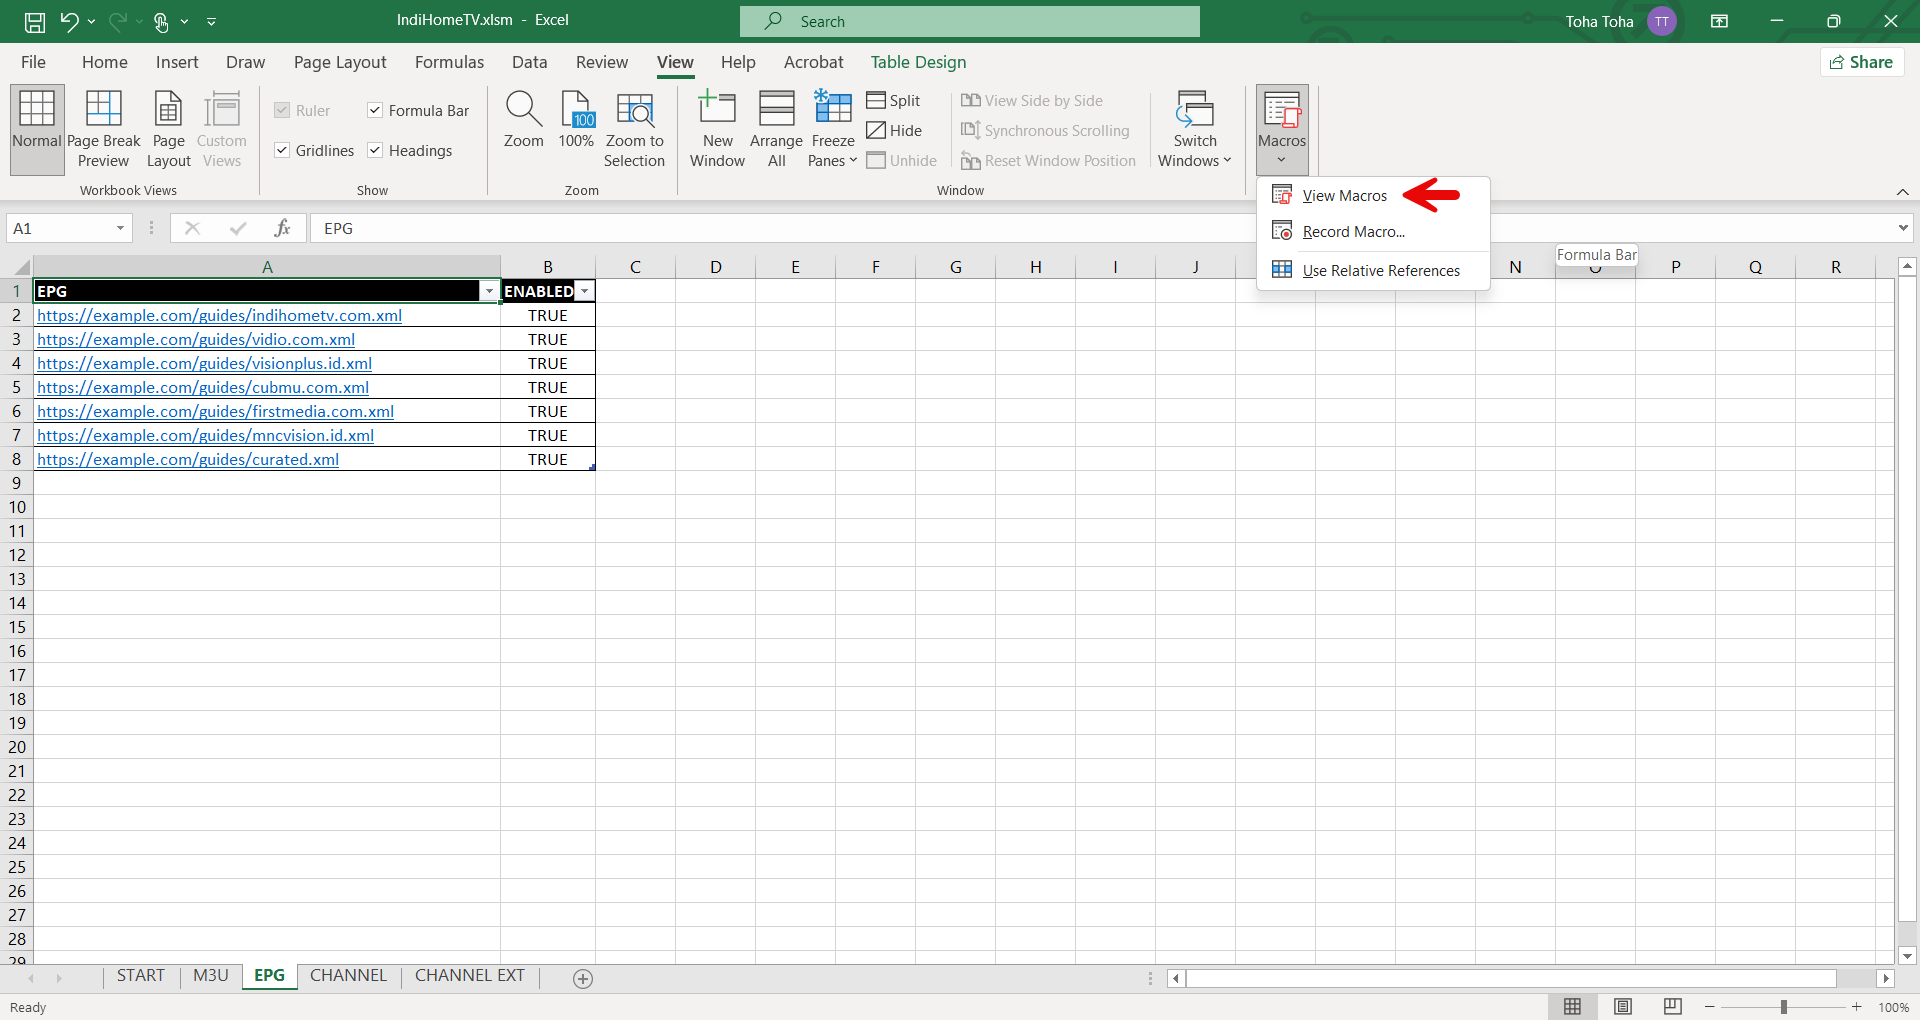 IndiHomeTV.xlsm - Excel
Search
Toha Toha
TT
File Home Insert Draw Page Layout Formulas Data Review View Help Acrobat Table Design
Share
Normal
Page Break Preview
Page Layout
Custom Views
Workbook Views
Ruler
Formula Bar
Gridlines
Headings
Show
Zoom
100
100%
Zoom to Selection
Zoom
New Window
Arrange All
Freeze Panes
Split
Hide
Unhide
View Side by Side
Synchronous Scrolling
Reset Window Position
Switch Windows
Window
Macros
View Macros
Record Macro...
Use Relative References
A1
fx
EPG
Formula Bar
A B C D E F G H I J N O P Q R
1 EPG ENABLED
2 https://example.com/guides/indihometv.com.xml TRUE
3 https://example.com/guides/vidio.com.xml TRUE
4 https://example.com/guides/visionplus.id.xml TRUE
5 https://example.com/guides/cubmu.com.xml TRUE
6 https://example.com/guides/firstmedia.com.xml TRUE
7 https://example.com/guides/mncvision.id.xml TRUE
8 https://example.com/guides/curated.xml TRUE
9
10
11
12
13
14
15
16
17
18
19
20
21
22
23
24
25
26
27
28
29
START M3U EPG CHANNEL CHANNEL EXT
Ready
100%